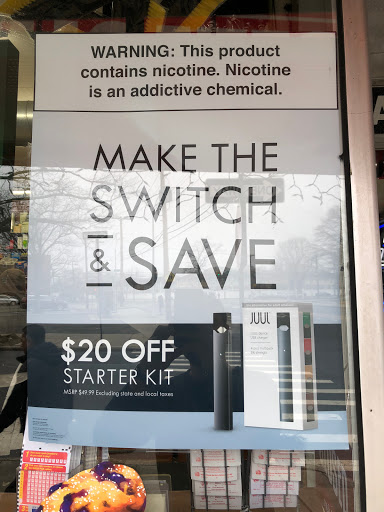 WARNING: This product
contains nicotine. Nicotine
is an addictive chemical.
MAKE THE
SWITCH
& SAVE
$20 OFF
STARTER KIT
MSRP $49.99 Excluding state and local taxes
JUUL